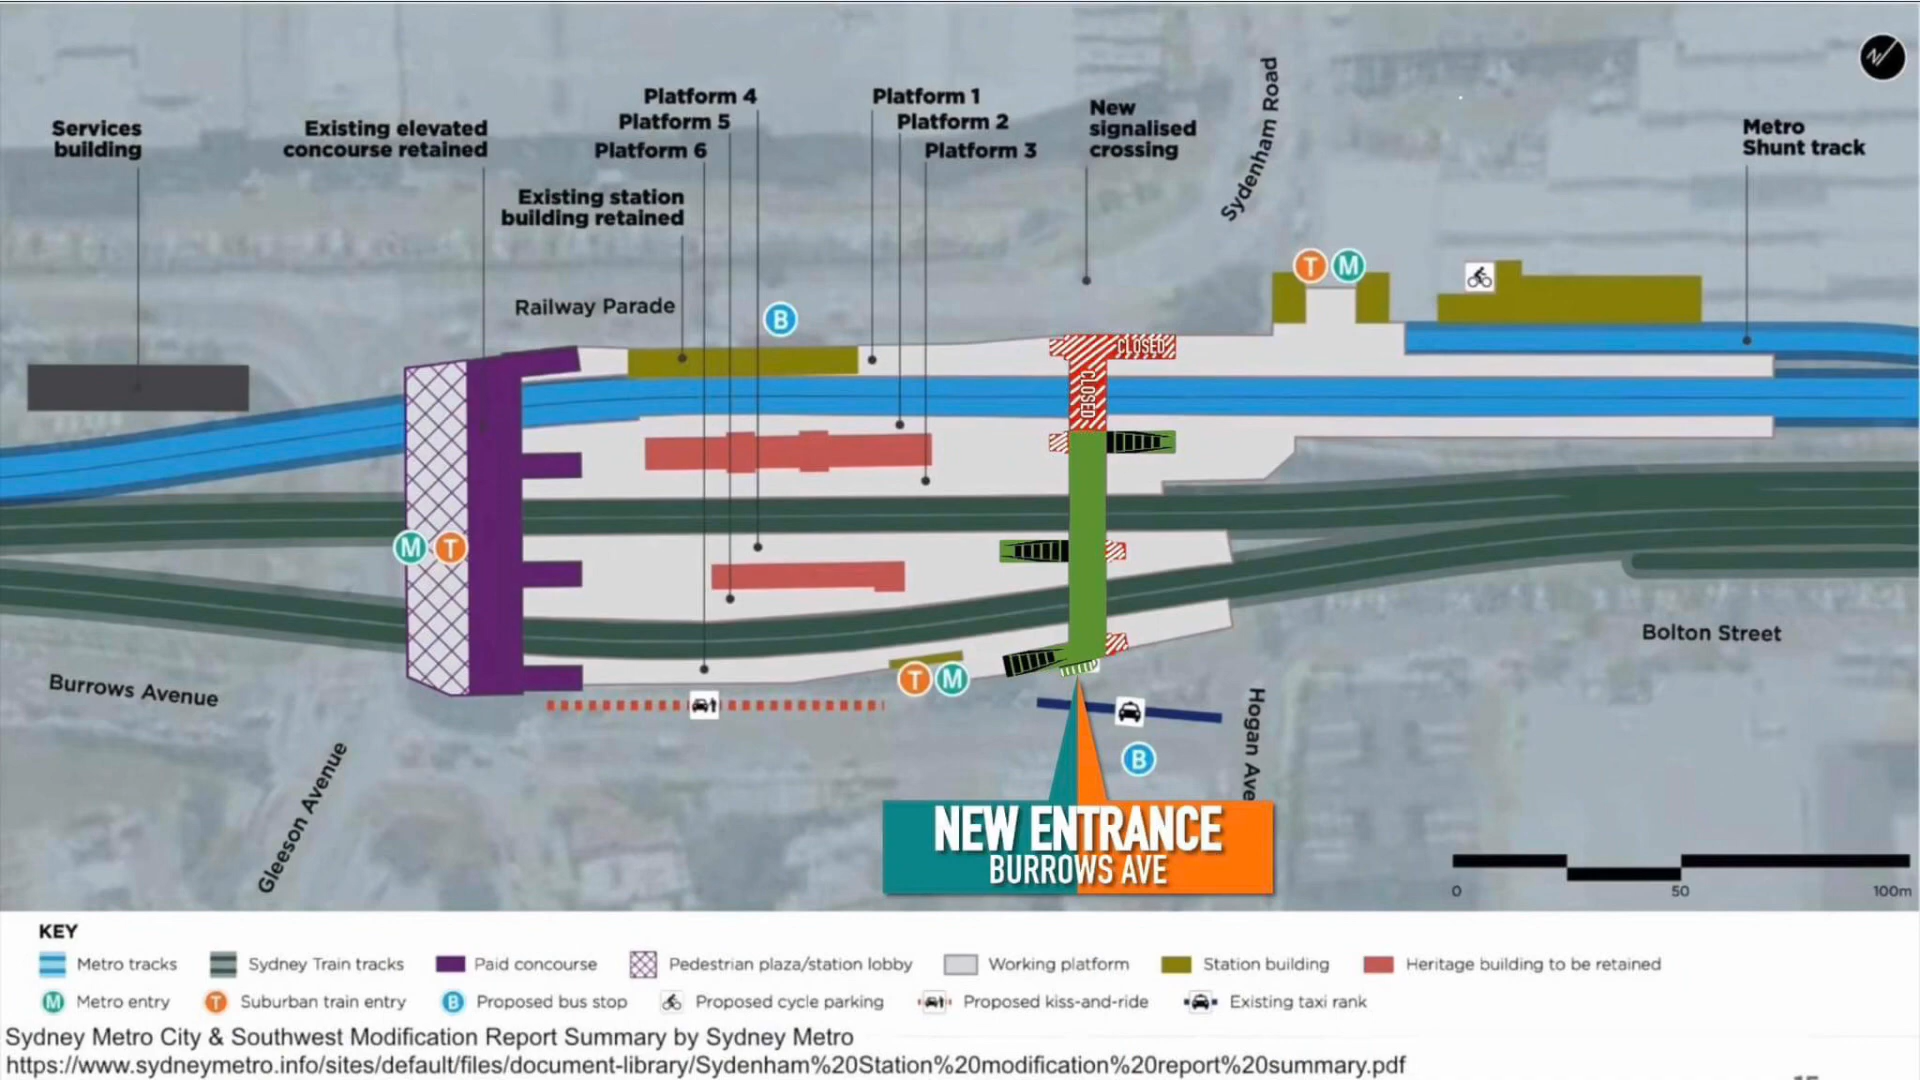 N
Platform 4
Platform 5
Platform 6
Platform 1
Platform 2
Platform 3
New
signalised
crossing
Sydenham Road
Services
building
Existing elevated
concourse retained
Existing station
building retained
Metro
Shunt track
Railway Parade
B
T M
CLOSED
CLOSED
M T
T M
Burrows Avenue
Gleeson Avenue
Bolton Street
Hogan Ave
B
NEW ENTRANCE
BURROWS AVE
0 50 100m
KEY
Metro tracks Sydney Train tracks Paid concourse Pedestrian plaza/station lobby Working platform Station building Heritage building to be retained
M Metro entry T Suburban train entry B Proposed bus stop Proposed cycle parking Proposed kiss-and-ride Existing taxi rank
Sydney Metro City & Southwest Modification Report Summary by Sydney Metro
https://www.sydneymetro.info/sites/default/files/document-library/Sydenham%20Station%20modification%20report%20summary.pdf